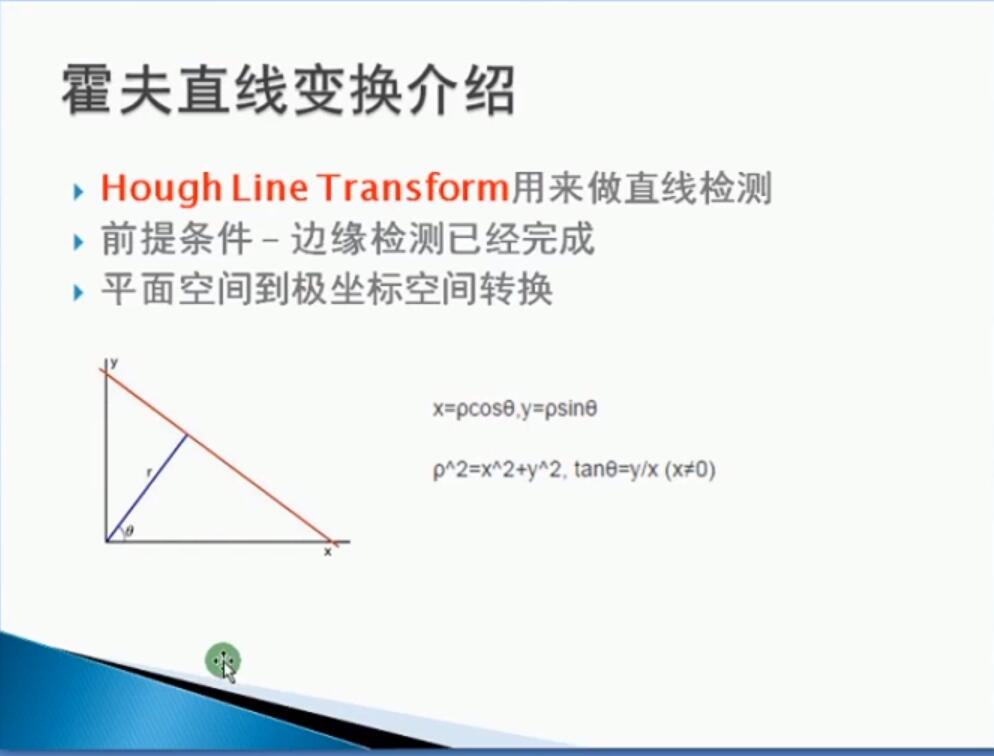 霍夫直线变换介绍
Hough Line Transform用来做直线检测
前提条件 – 边缘检测已经完成
平面空间到极坐标空间转换
y
r
θ
x
x=ρcosθ,y=ρsinθ
ρ^2=x^2+y^2, tanθ=y/x (x≠0)